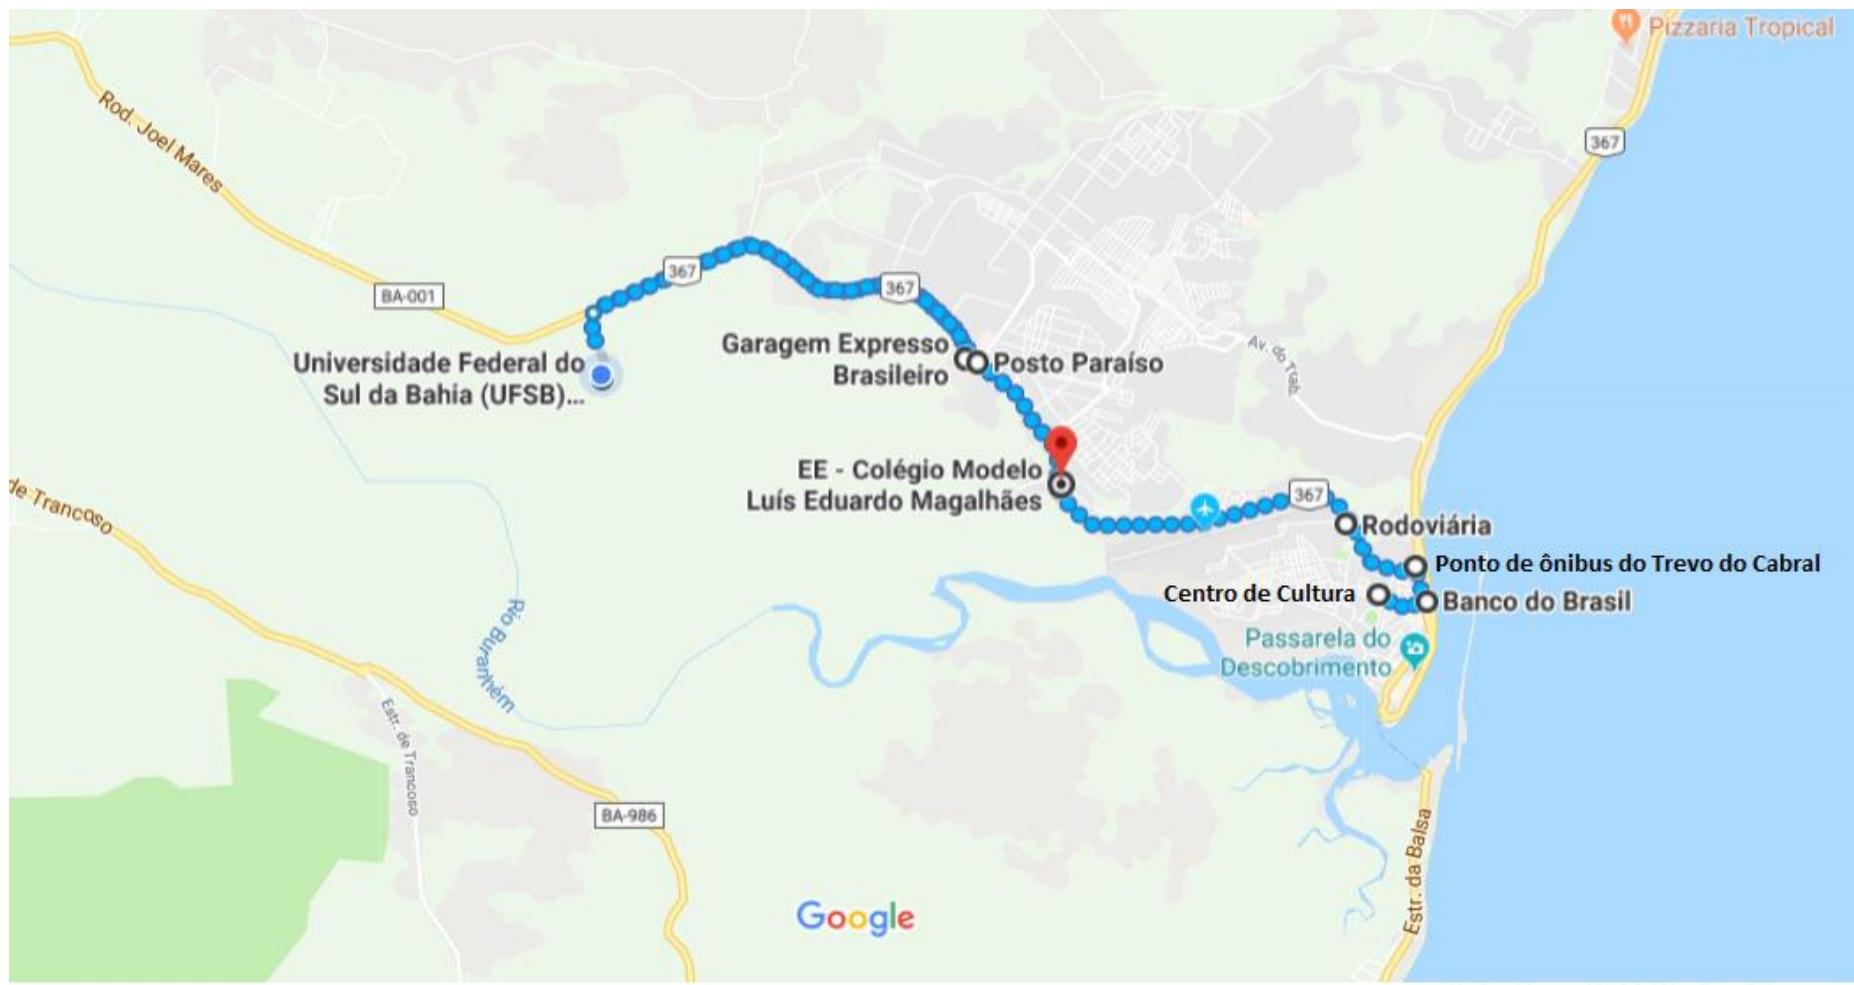 Pizzaria Tropical
367
Rod. Joel Mares
367
367
BA-001
Garagem Expresso
Brasileiro
Posto Paraíso
Av. do Trab.
Universidade Federal do
Sul da Bahia (UFSB)...
EE - Colégio Modelo
Luís Eduardo Magalhães
367
Rodoviária
de Trancoso
Ponto de ônibus do Trevo do Cabral
Centro de Cultura
Banco do Brasil
Rio Buranhém
Passarela do
Descobrimento
Estr. de Trancoso
BA-986
Estr. da Balsa
Google